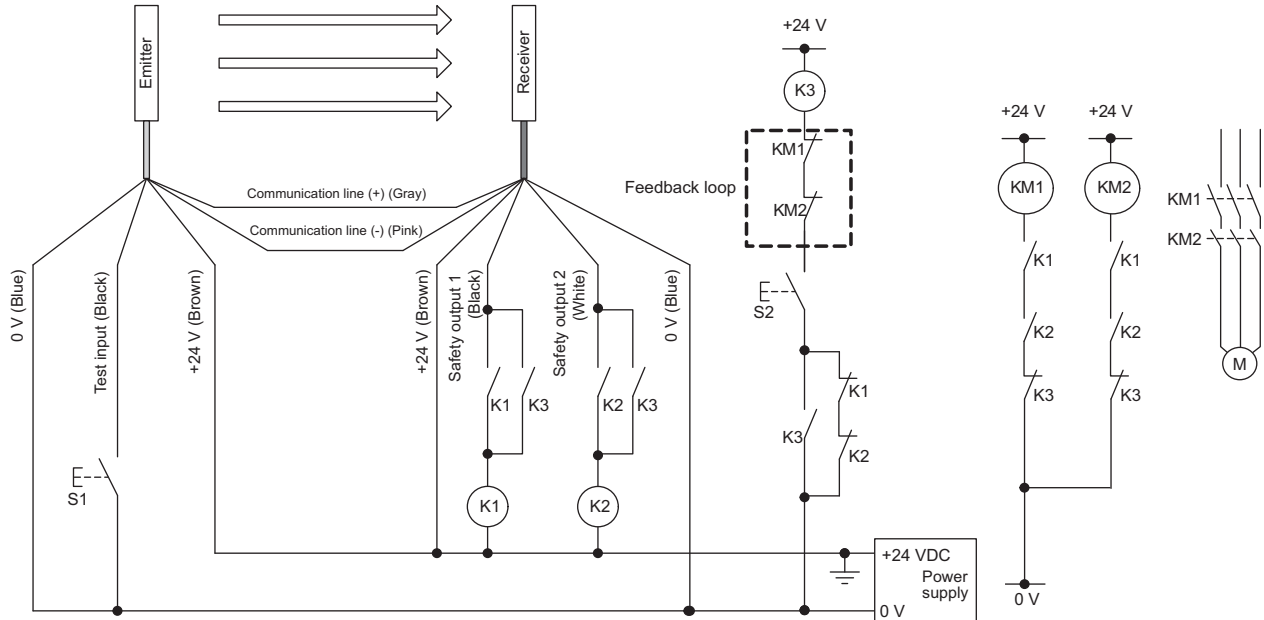 Emitter
Receiver
+24 V
K3
KM1
KM2
Feedback loop
S2
K1
K3
K2
Communication line (+) (Gray)
Communication line (-) (Pink)
0 V (Blue)
Test input (Black)
+24 V (Brown)
+24 V (Brown)
Safety output 1
(Black)
Safety output 2
(White)
0 V (Blue)
S1
K1
K3
K2
K3
K1
K2
+24 VDC
Power
supply
0 V
+24 V
+24 V
KM1
KM2
K1
K1
K2
K2
K3
K3
0 V
KM1
KM2
M